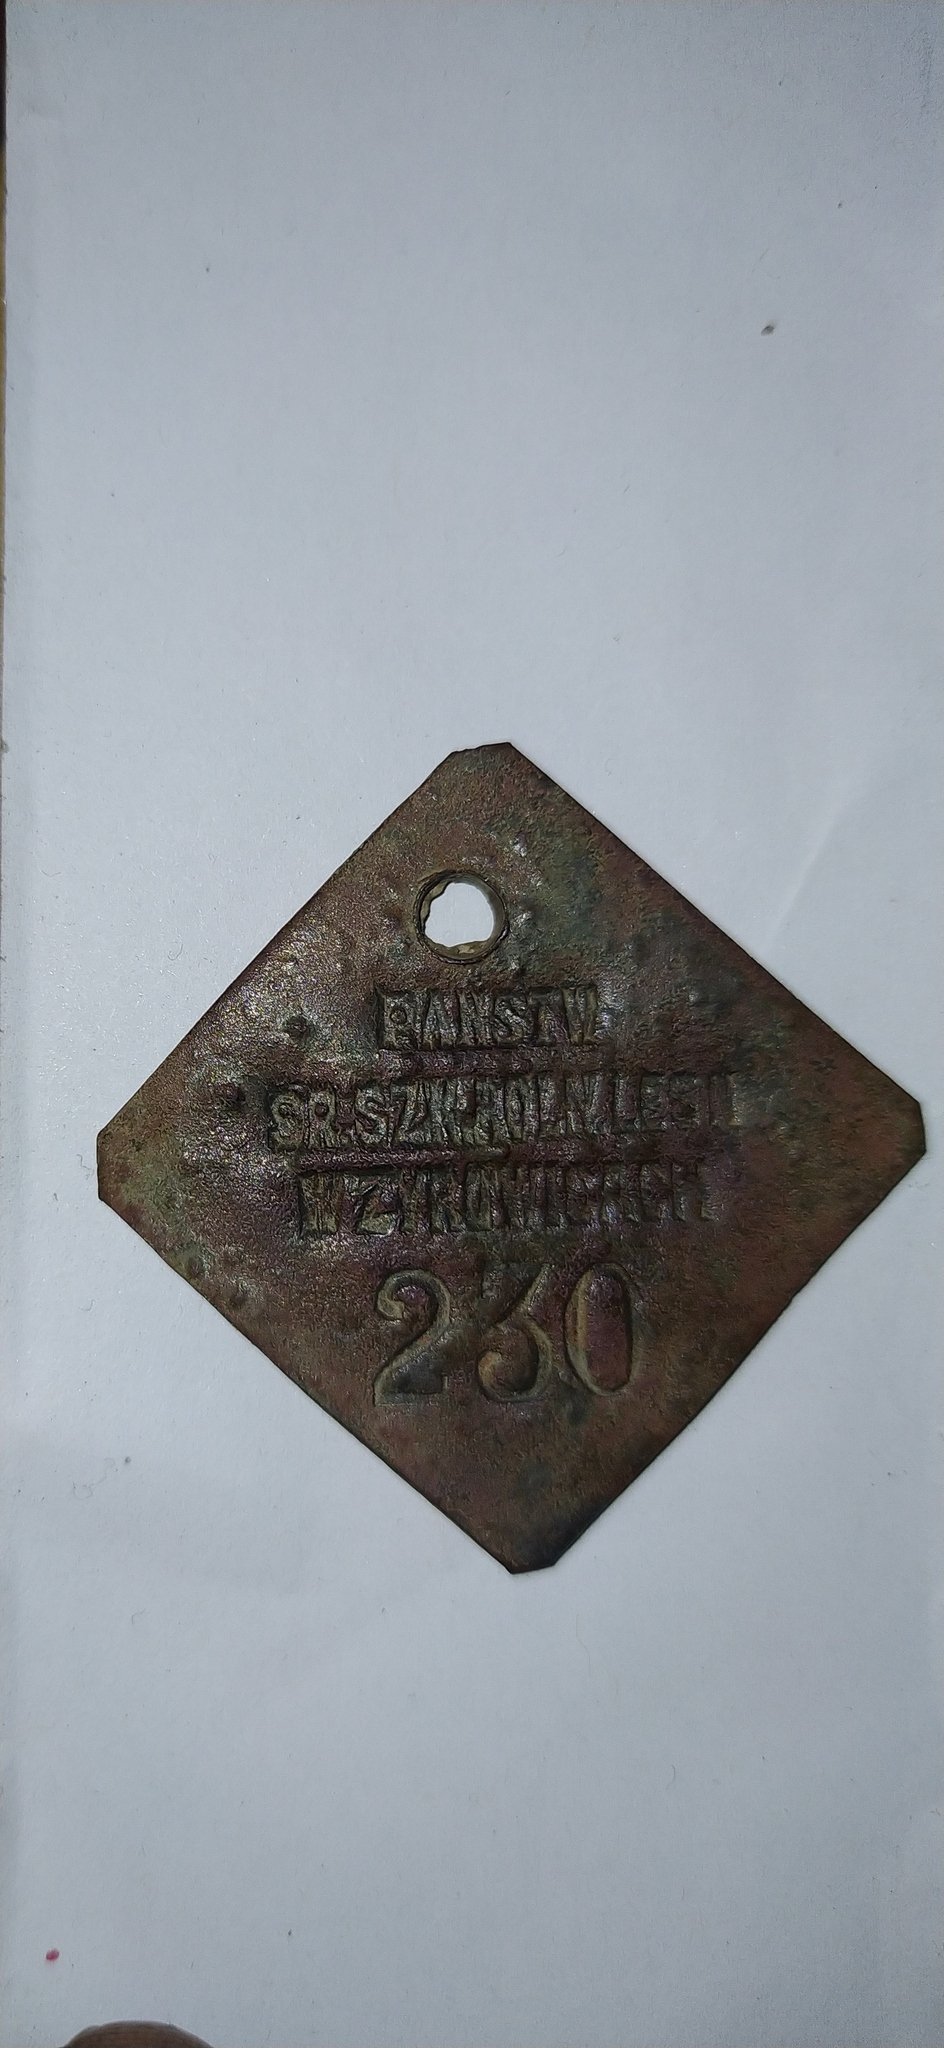 PANSTW
SR.SZK.ROLN.LESN
W ZYROWICACH
230